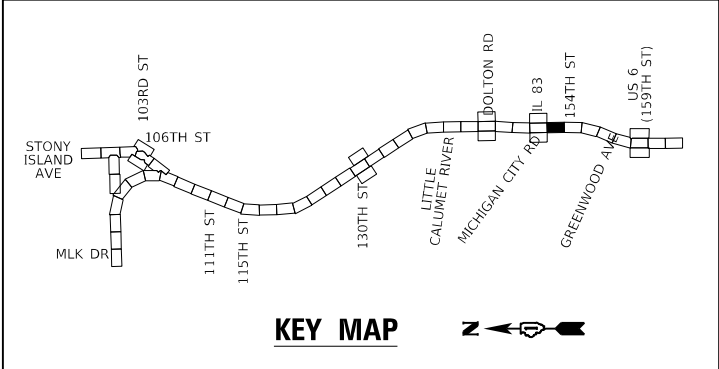 103RD ST
106TH ST
STONY
ISLAND
AVE
MLK DR
111TH ST
115TH ST
130TH ST
LITTLE
CALUMET RIVER
DOLTON RD
MICHIGAN CITY RD
IL 83
154TH ST
GREENWOOD AVE
US 6
(159TH ST)
KEY MAP
N